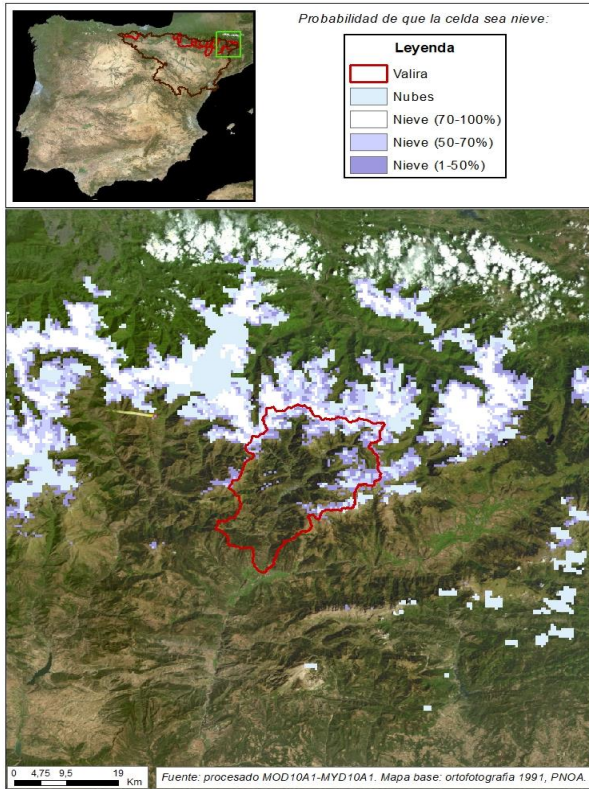 Probabilidad de que la celda sea nieve:
Leyenda
Valira
Nubes
Nieve (70-100%)
Nieve (50-70%)
Nieve (1-50%)
0 4,75 9,5 19
Km
Fuente: procesado MOD10A1-MYD10A1. Mapa base: ortofotografia 1991, PNOA.